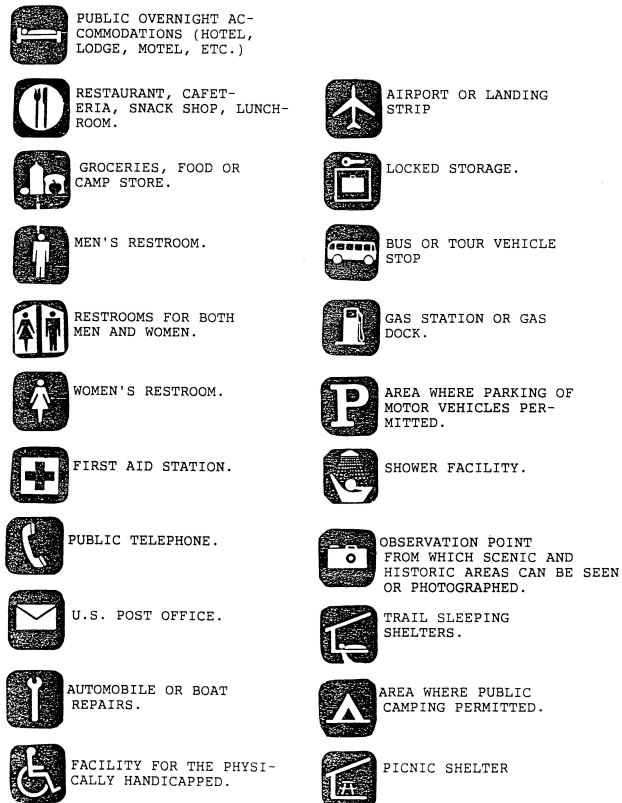 PUBLIC OVERNIGHT AC-
COMMODATIONS (HOTEL,
LODGE, MOTEL, ETC.)
RESTAURANT, CAFET-
ERIA, SNACK SHOP, LUNCH-
ROOM.
GROCERIES, FOOD OR
CAMP STORE.
MEN'S RESTROOM.
RESTROOMS FOR BOTH
MEN AND WOMEN.
WOMEN'S RESTROOM.
FIRST AID STATION.
PUBLIC TELEPHONE.
U.S. POST OFFICE.
AUTOMOBILE OR BOAT
REPAIRS.
FACILITY FOR THE PHYSI-
CALLY HANDICAPPED.
AIRPORT OR LANDING
STRIP
LOCKED STORAGE.
BUS OR TOUR VEHICLE
STOP
GAS STATION OR GAS
DOCK.
P
AREA WHERE PARKING OF
MOTOR VEHICLES PER-
MITTED.
SHOWER FACILITY.
OBSERVATION POINT
FROM WHICH SCENIC AND
HISTORIC AREAS CAN BE SEEN
OR PHOTOGRAPHED.
TRAIL SLEEPING
SHELTERS.
AREA WHERE PUBLIC
CAMPING PERMITTED.
PICNIC SHELTER